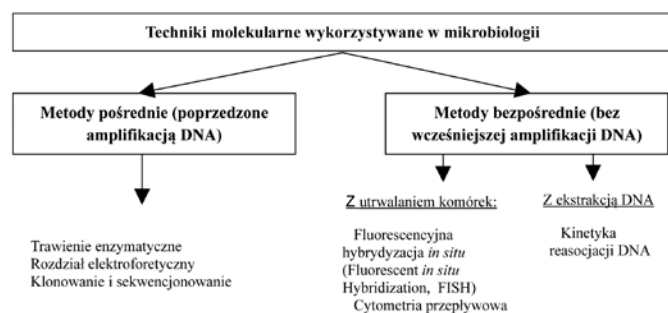 Techniki molekularne wykorzystywane w mikrobiologii
Metody pośrednie (poprzedzone
amplifikacją DNA)
Metody bezpośrednie (bez
wcześniejszej amplifikacji DNA)
Trawienie enzymatyczne
Rozdział elektroforetyczny
Klonowanie i sekwencjonowanie
Z utrwalaniem komórek:
Fluorescencyjna
hybrydyzacja in situ
(Fluorescent in situ
Hybridization, FISH)
Cytometria przepływowa
Z ekstrakcją DNA
Kinetyka
reasocjacji DNA